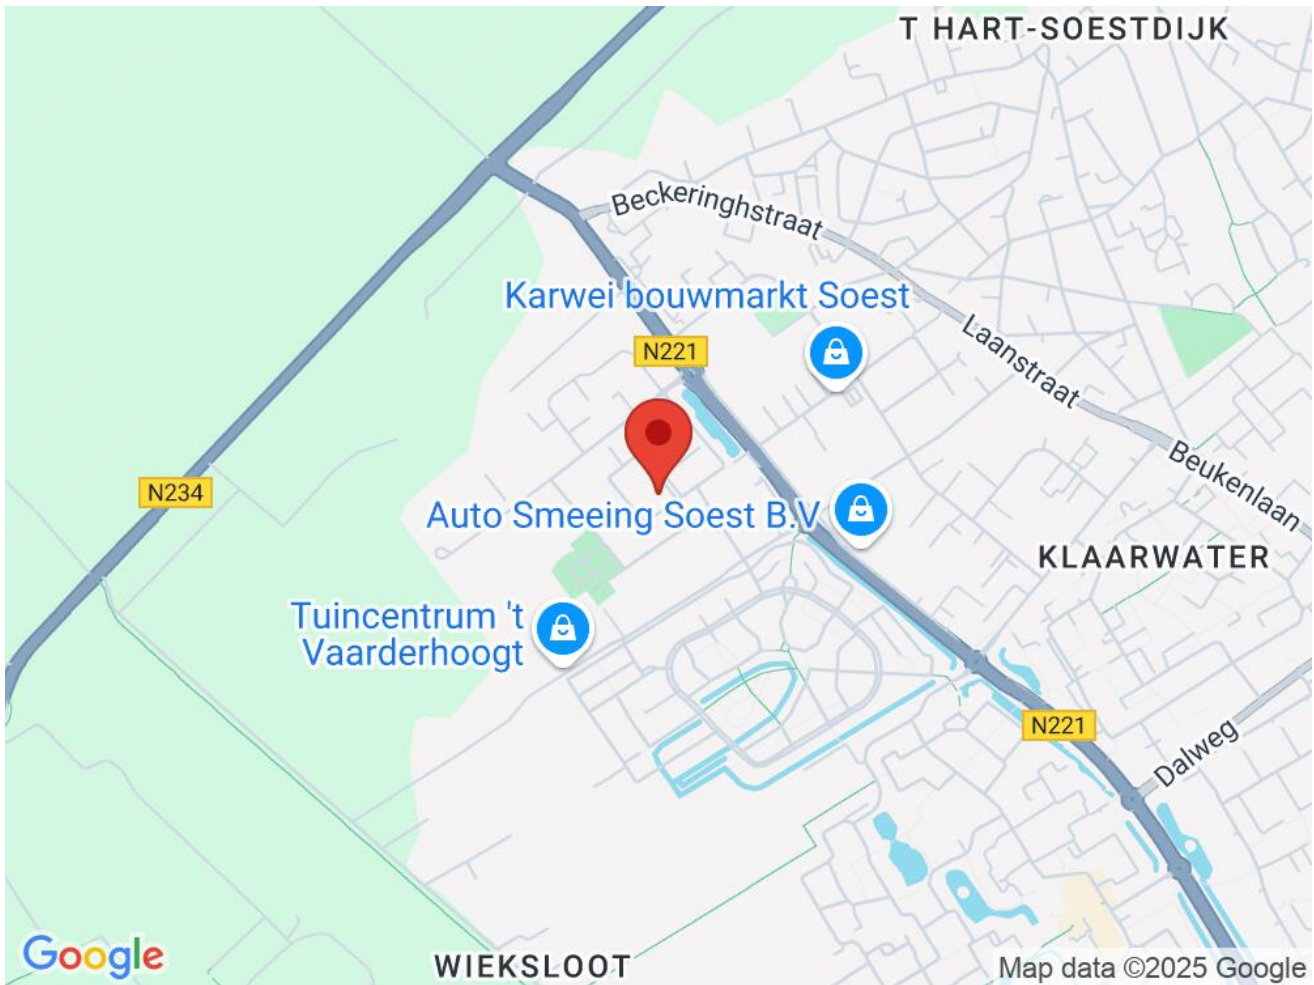 T HART-SOESTDIJK
Beckeringhstraat
Karwei bouwmarkt Soest
N221
Laanstraat
Beukenlaan
N234
Auto Smeeing Soest B.V
KLAARWATER
Tuincentrum 't
Vaarderhoogt
N221
Dalweg
Google
WIEKSLOOT
Map data ©2025 Google